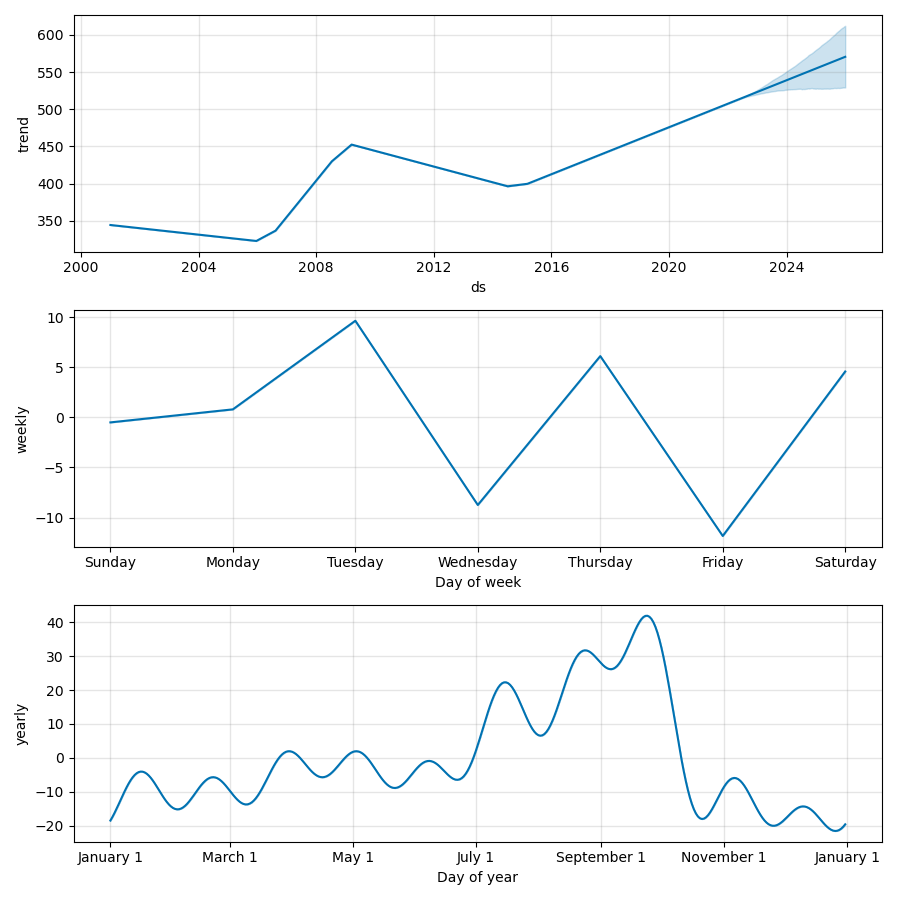 600
550
500
450
400
350
trend
2000 2004 2008 2012 2016 2020 2024
ds
10
5
0
−5
−10
weekly
Sunday Monday Tuesday Wednesday Thursday Friday Saturday
Day of week
40
30
20
10
0
−10
−20
yearly
January 1 March 1 May 1 July 1 September 1 November 1 January 1
Day of year